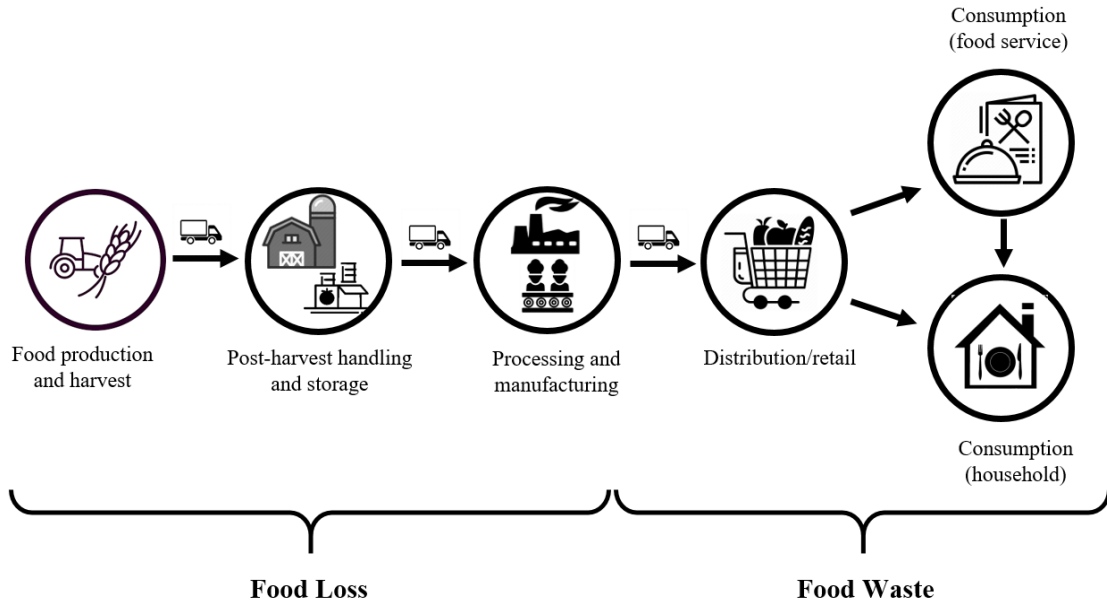 Consumption
(food service)
Food production
and harvest
Post-harvest handling
and storage
Processing and
manufacturing
Distribution/retail
Consumption
(household)
Food Loss
Food Waste